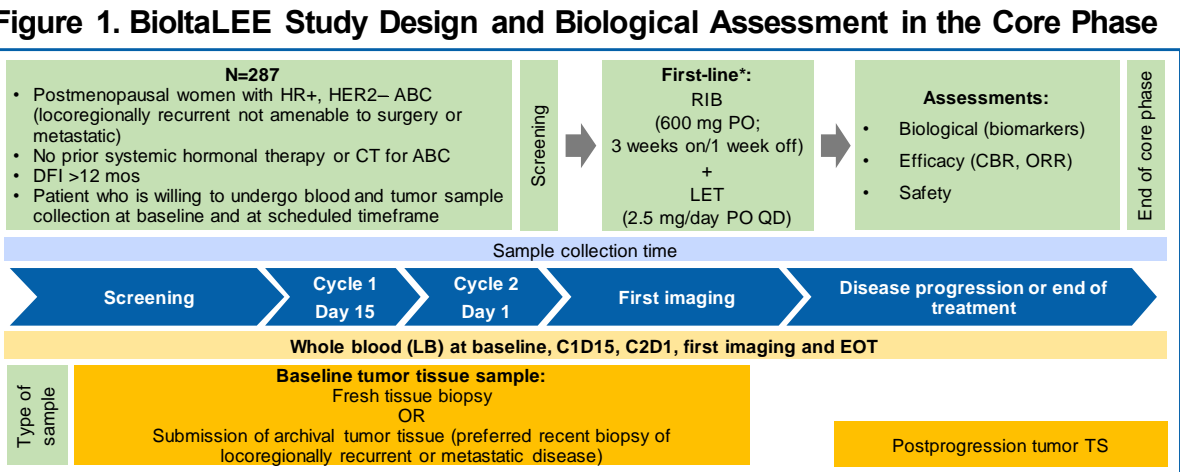 Figure 1. BioItaLEE Study Design and Biological Assessment in the Core Phase
N=287
• Postmenopausal women with HR+, HER2– ABC
(locoregionally recurrent not amenable to surgery or
metastatic)
• No prior systemic hormonal therapy or CT for ABC
• DFI >12 mos
• Patient who is willing to undergo blood and tumor sample
collection at baseline and at scheduled timeframe
Screening
First-line*:
RIB
(600 mg PO;
3 weeks on/1 week off)
+
LET
(2.5 mg/day PO QD)
Assessments:
• Biological (biomarkers)
• Efficacy (CBR, ORR)
• Safety
End of core phase
Sample collection time
Screening
Cycle 1
Day 15
Cycle 2
Day 1
First imaging
Disease progression or end of
treatment
Whole blood (LB) at baseline, C1D15, C2D1, first imaging and EOT
Type of
sample
Baseline tumor tissue sample:
Fresh tissue biopsy
OR
Submission of archival tumor tissue (preferred recent biopsy of
locoregionally recurrent or metastatic disease)
Postprogression tumor TS